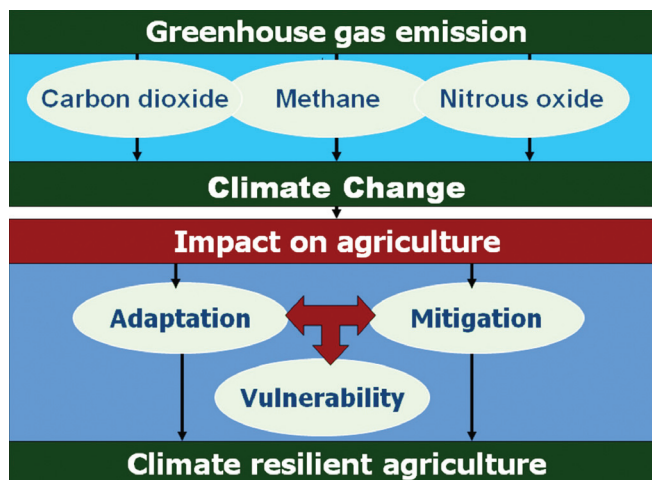 Greenhouse gas emission
Carbon dioxide
Methane
Nitrous oxide
Climate Change
Impact on agriculture
Adaptation
Mitigation
Vulnerability
Climate resilient agriculture